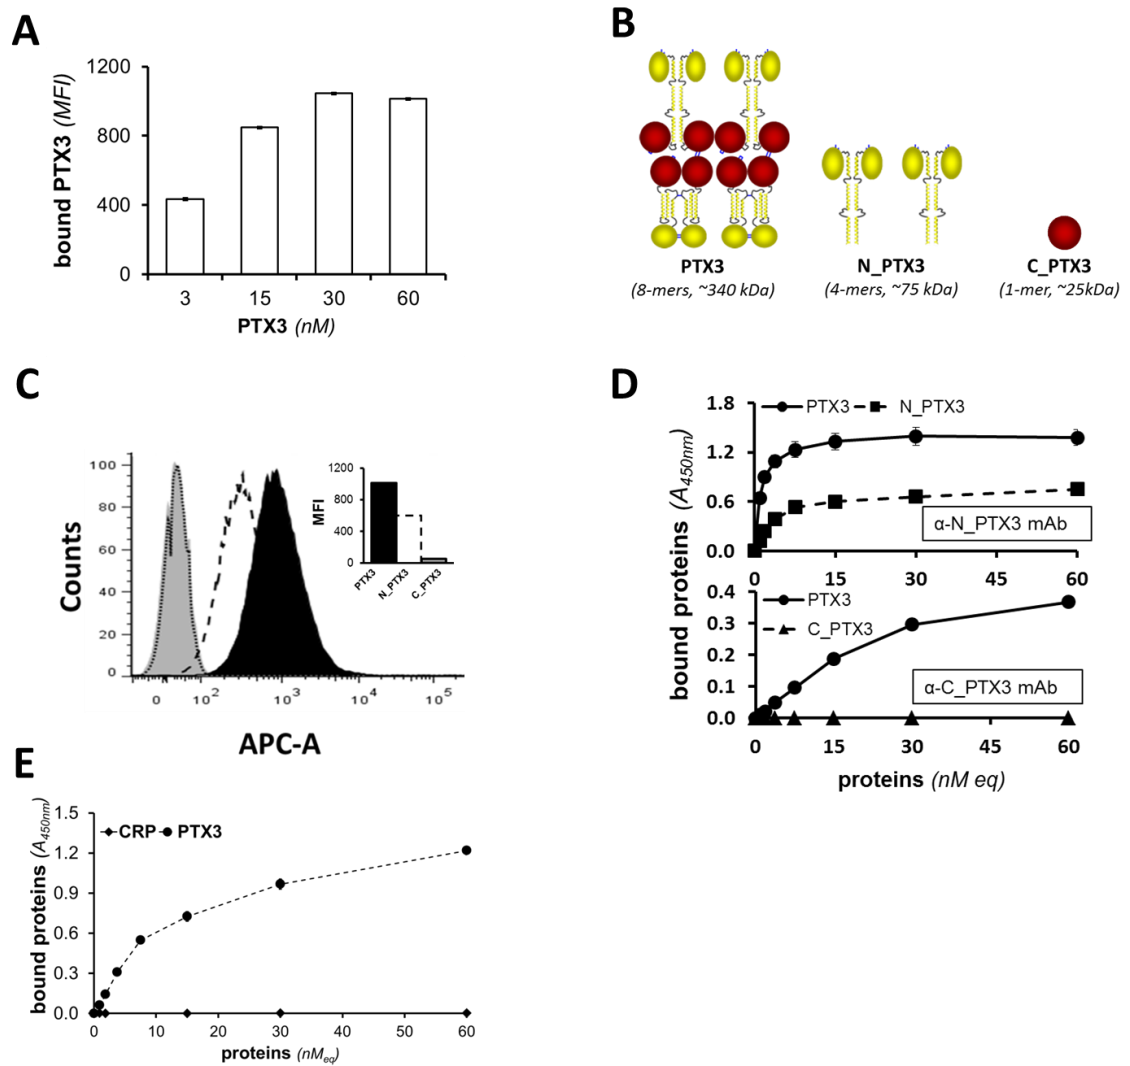 A
bound PTX3 (MFI)
1200
800
400
0
3 15 30 60
PTX3 (nM)
B
PTX3 N_PTX3 C_PTX3
(8-mers, ~340 kDa) (4-mers, ~75 kDa) (1-mer, ~25kDa)
C
Counts
100
80
60
40
20
0
0 10² 10³ 10⁴ 10⁵
APC-A
MFI
1200
800
400
0
PTX3 N_PTX3 C_PTX3
D
bound proteins (A450nm)
1.8
1.2
0.6
0.0
PTX3 N_PTX3
α-N_PTX3 mAb
0 15 30 45 60
0.4
0.3
0.2
0.1
0.0
PTX3
C_PTX3
α-C_PTX3 mAb
0 15 30 45 60
proteins (nM eq)
E
bound proteins (A450nm)
1.5
1.2
0.9
0.6
0.3
0.0
CRP PTX3
0 10 20 30 40 50 60
proteins (nMeq)